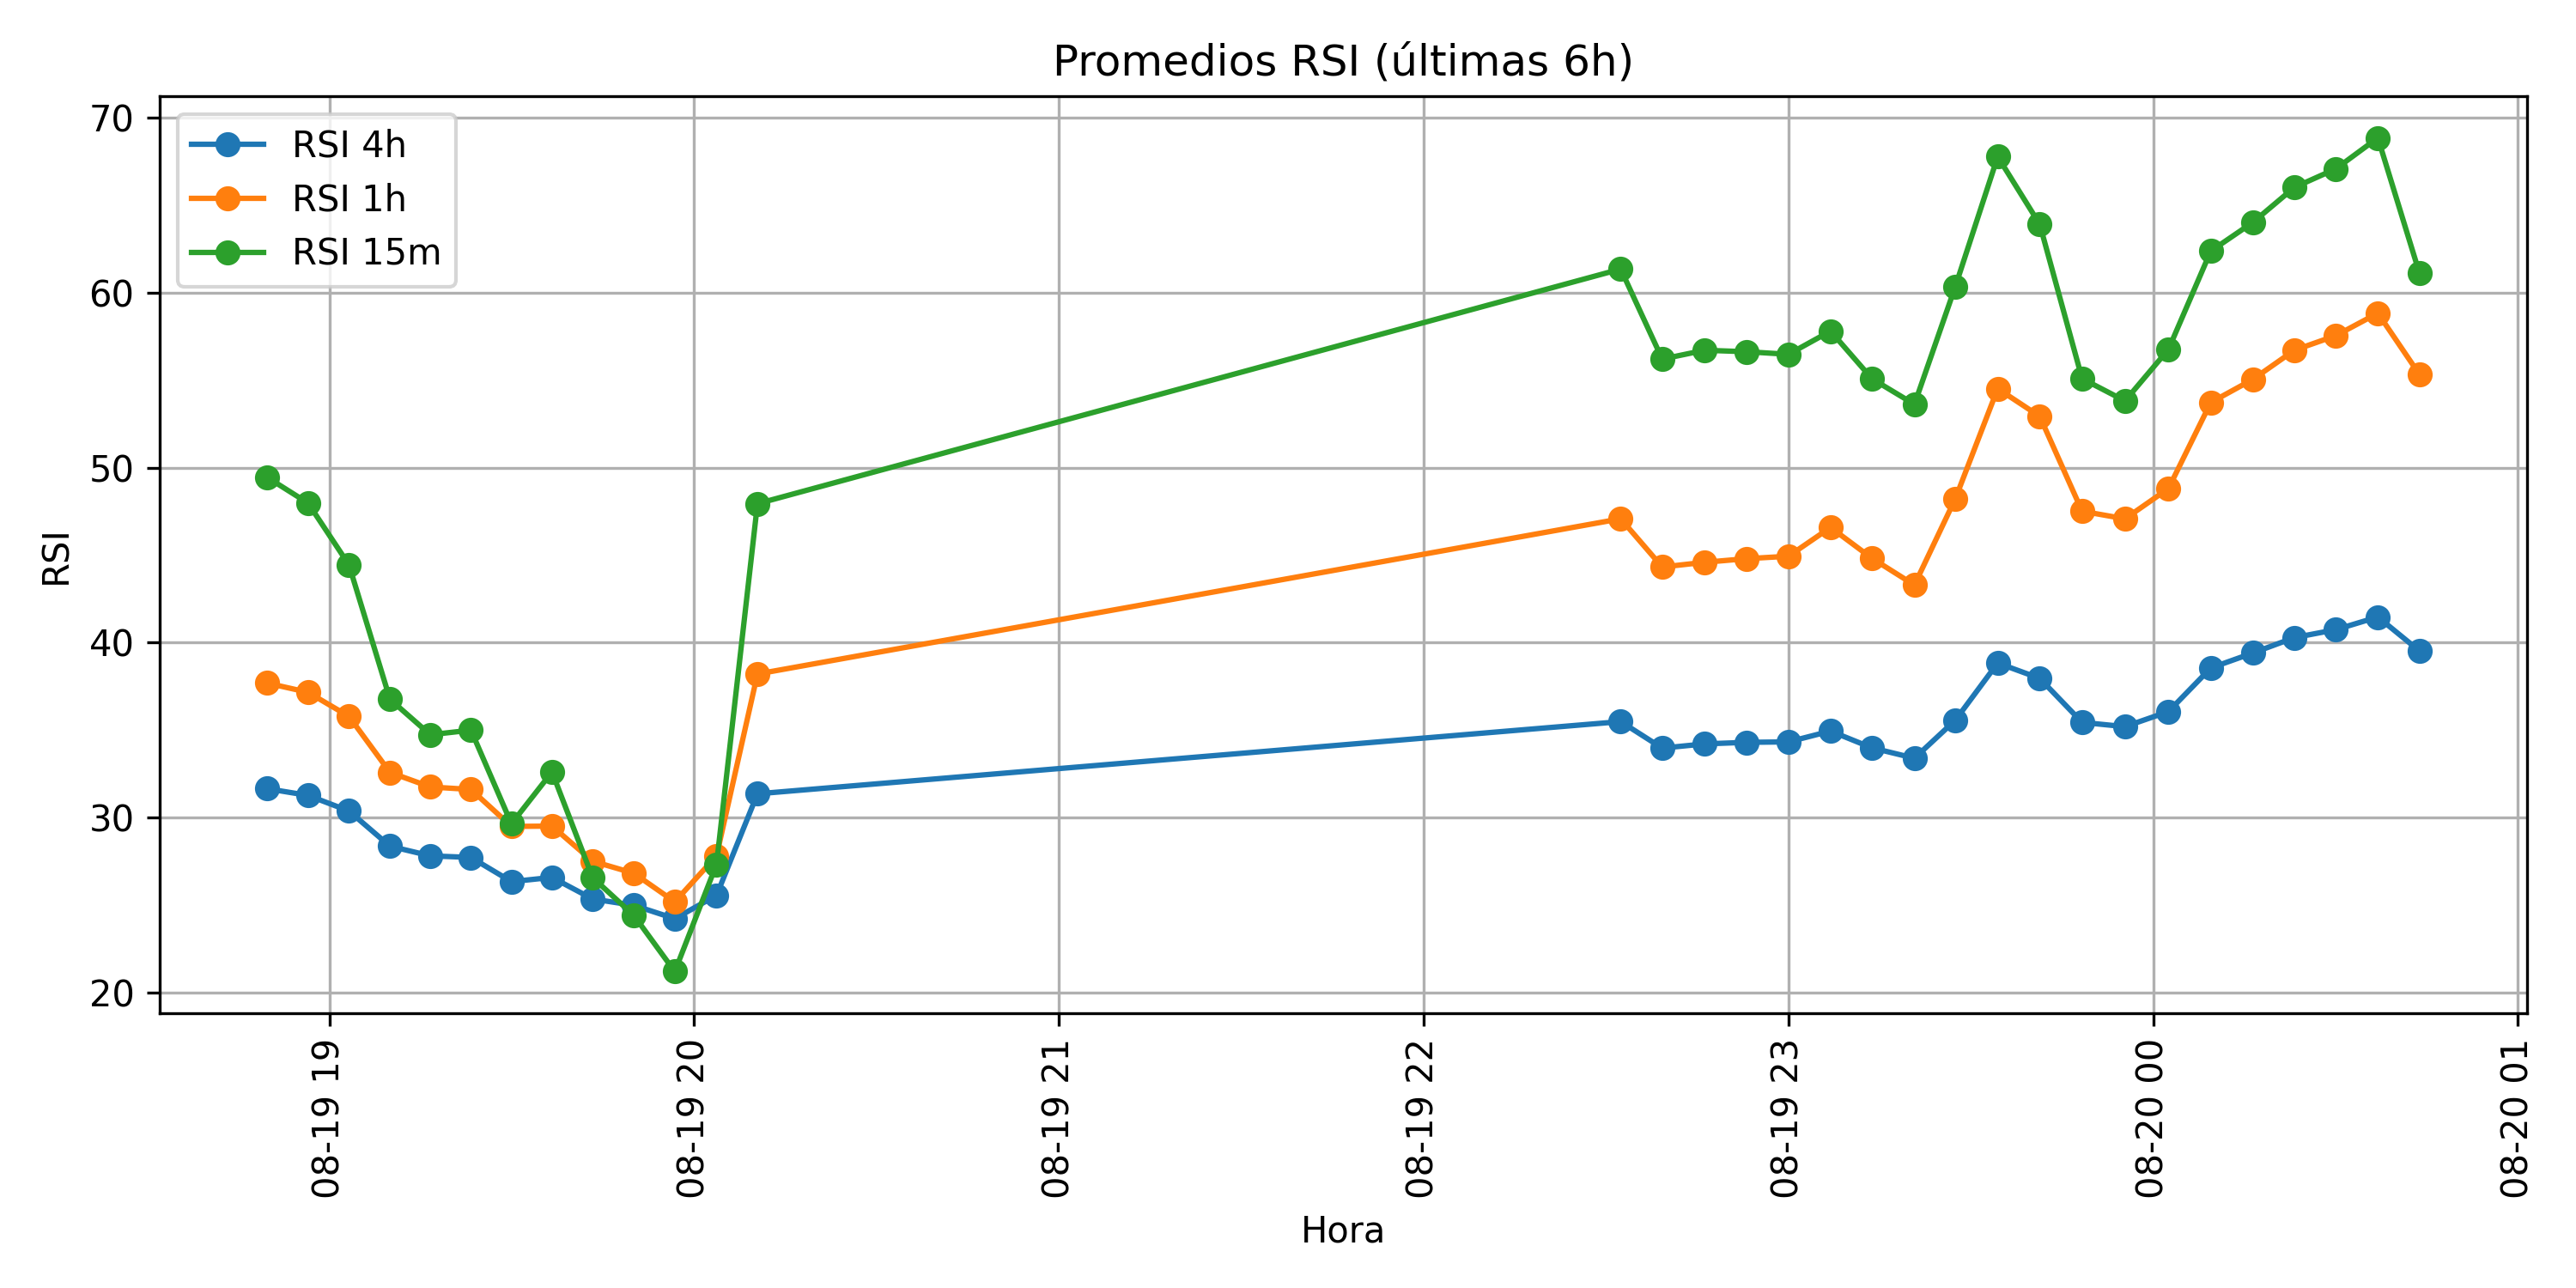 Promedios RSI (últimas 6h)
RSI 4h
RSI 1h
RSI 15m
RSI
70
60
50
40
30
20
08-19 19
08-19 20
08-19 21
08-19 22
08-19 23
08-20 00
08-20 01
Hora